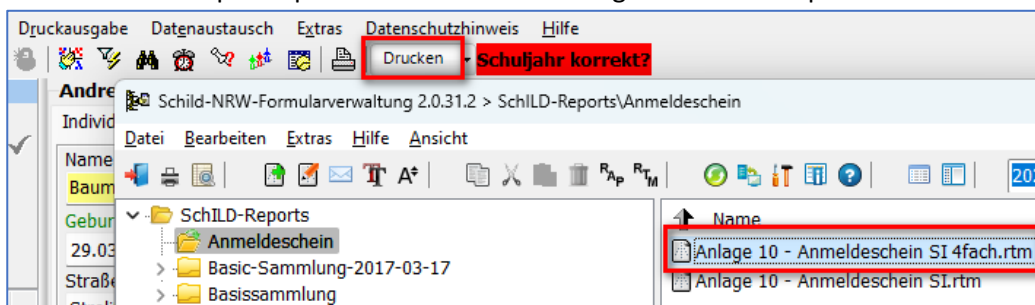 Druckausgabe Datenaustausch Extras Datenschutzhinweis Hilfe
Drucken Schuljahr korrekt?
Andre
Schild-NRW-Formularverwaltung 2.0.31.2 > SchILD-Reports\Anmeldeschein
Individ
Datei Bearbeiten Extras Hilfe Ansicht
Name
Baum
SchILD-Reports
Name
Gebur
Anmeldeschein
Anlage 10 - Anmeldeschein SI 4fach.rtm
29.03
Basic-Sammlung-2017-03-17
Anlage 10 - Anmeldeschein SI.rtm
Straße
Basissammlung